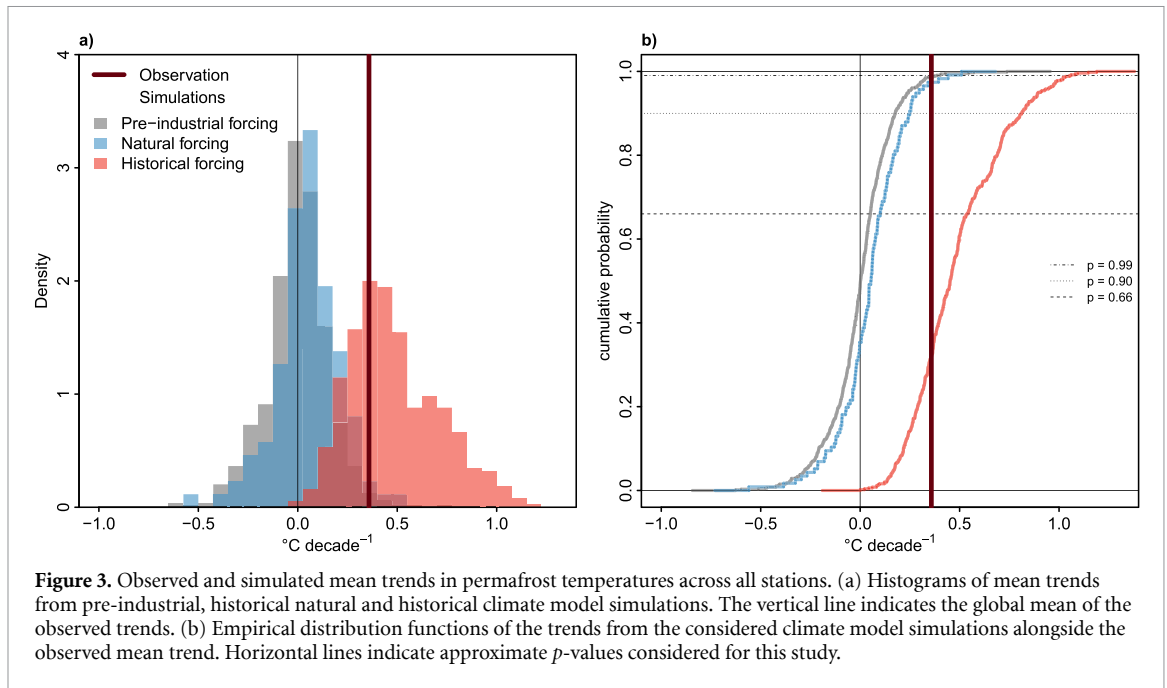 a)
4
3
2
1
0
Density
Observation
Simulations
Pre−industrial forcing
Natural forcing
Historical forcing
−1.0 −0.5 0.0 0.5 1.0
°C decade⁻¹
b)
1.0
0.8
0.6
0.4
0.2
0.0
cumulative probability
p = 0.99
p = 0.90
p = 0.66
−1.0 −0.5 0.0 0.5 1.0
°C decade⁻¹
Figure 3. Observed and simulated mean trends in permafrost temperatures across all stations. (a) Histograms of mean trends
from pre-industrial, historical natural and historical climate model simulations. The vertical line indicates the global mean of the
observed trends. (b) Empirical distribution functions of the trends from the considered climate model simulations alongside the
observed mean trend. Horizontal lines indicate approximate p-values considered for this study.